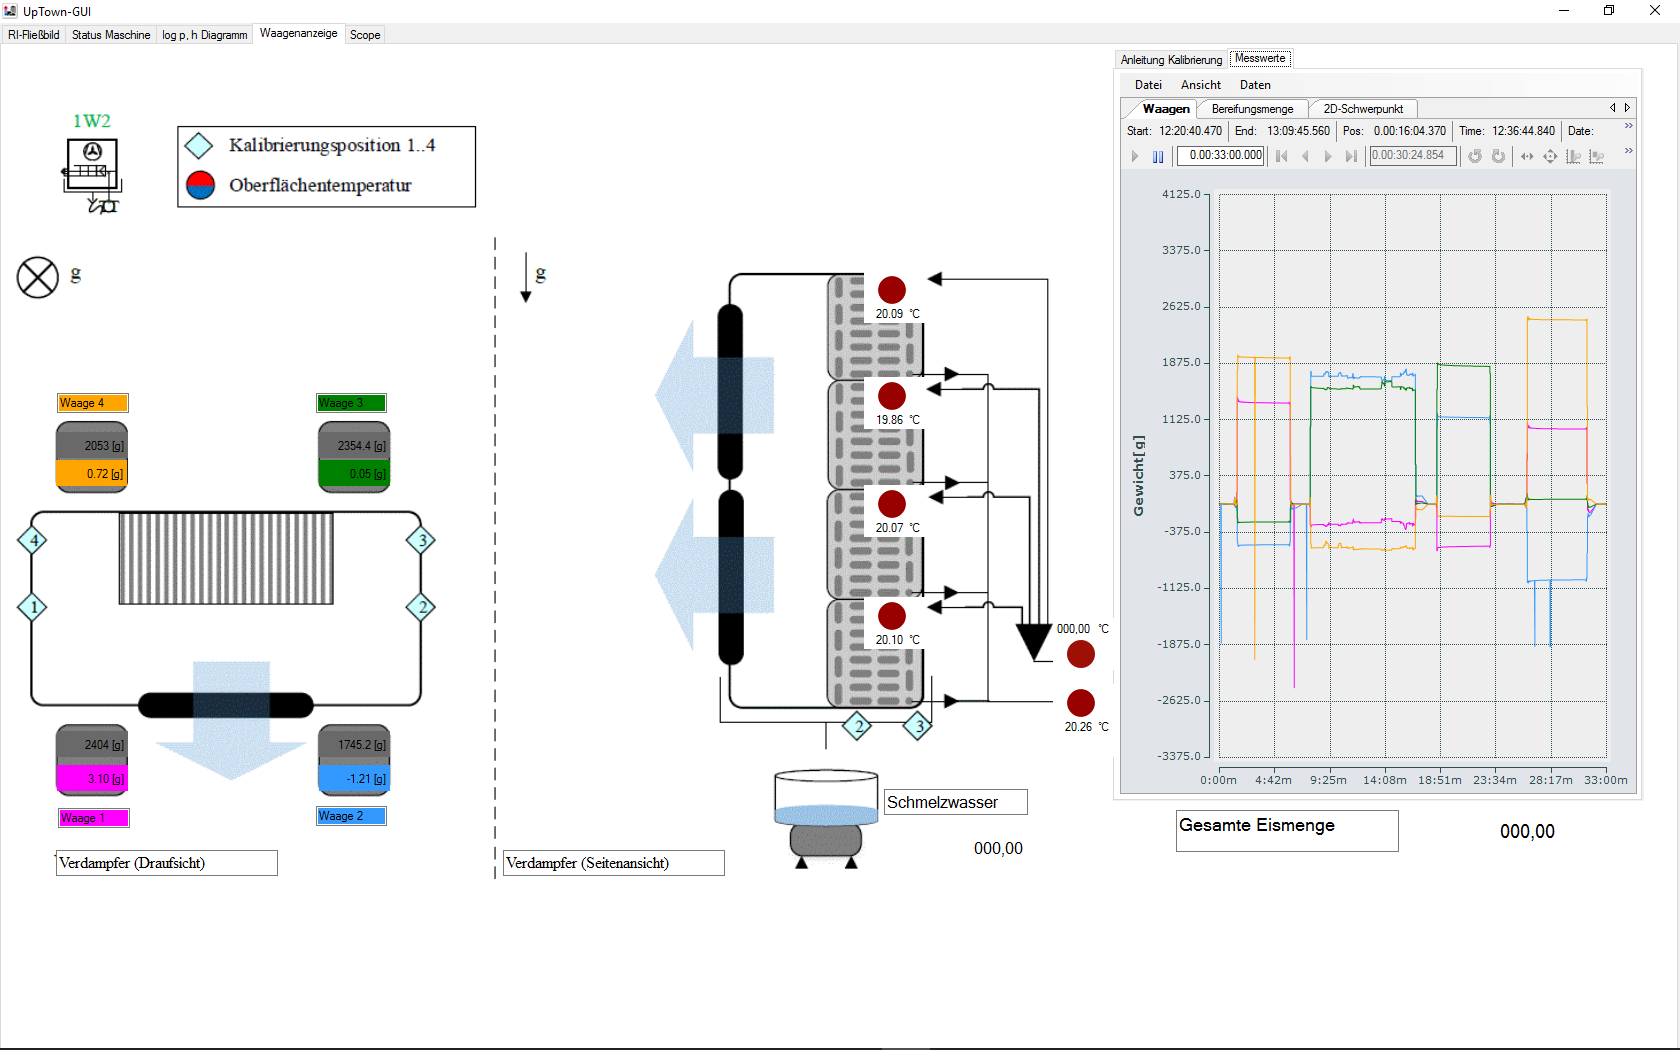 UpTown-GUI
RI-Fließbild Status Maschine log p, h Diagramm Waagenanzeige Scope
Anleitung Kalibrierung Messwerte
Datei Ansicht Daten
Waagen Bereifungsmenge 2D-Schwerpunkt
Start: 12:20:40.470 End: 13:09:45.560 Pos: 0.00:16:04.370 Time: 12:36:44.840 Date:
0.00:33:00.000 0.00:30:24.854
1W2
Kalibrierungsposition 1..4
Oberflächentemperatur
g
g
Waage 4
2053 [g]
0.72 [g]
Waage 3
2354.4 [g]
0.05 [g]
4
3
1
2
2404 [g]
3.10 [g]
Waage 1
1745.2 [g]
-1.21 [g]
Waage 2
Verdampfer (Draufsicht)
20.09 °C
19.86 °C
20.07 °C
20.10 °C
000,00 °C
20.26 °C
2
3
Schmelzwasser
000,00
Verdampfer (Seitenansicht)
Gewicht[g]
4125.0
3375.0
2625.0
1875.0
1125.0
375.0
-375.0
-1125.0
-1875.0
-2625.0
-3375.0
0:00m 4:42m 9:25m 14:08m 18:51m 23:34m 28:17m 33:00m
Gesamte Eismenge
000,00